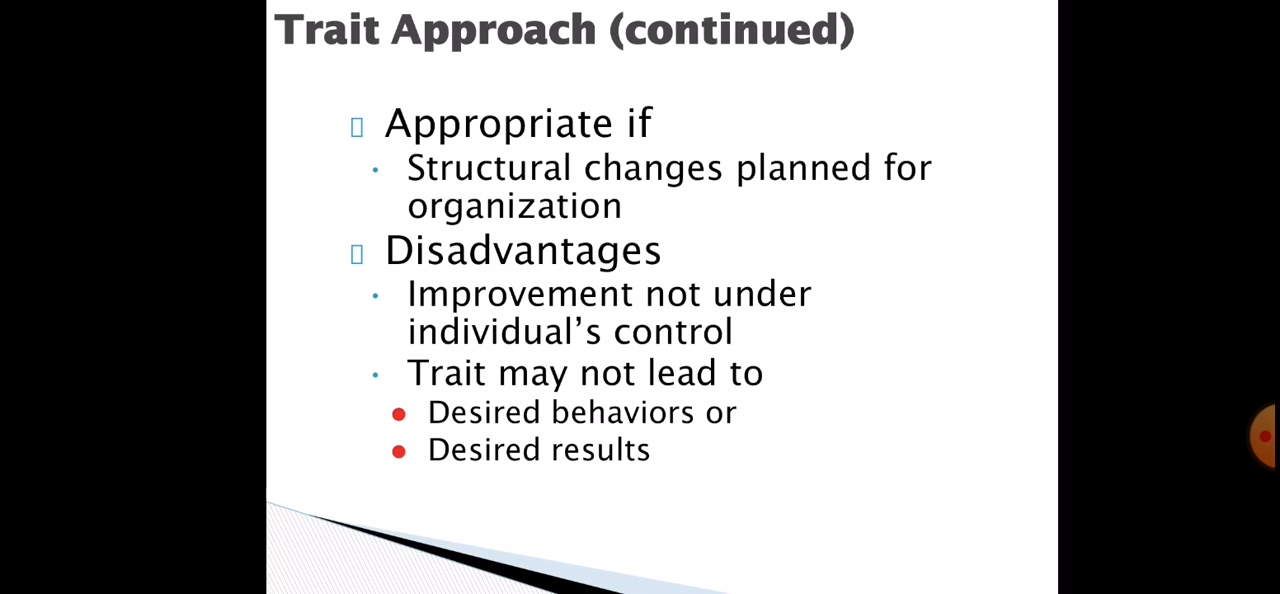 Trait Approach (continued)
Appropriate if
• Structural changes planned for
organization
Disadvantages
• Improvement not under
individual’s control
• Trait may not lead to
● Desired behaviors or
● Desired results